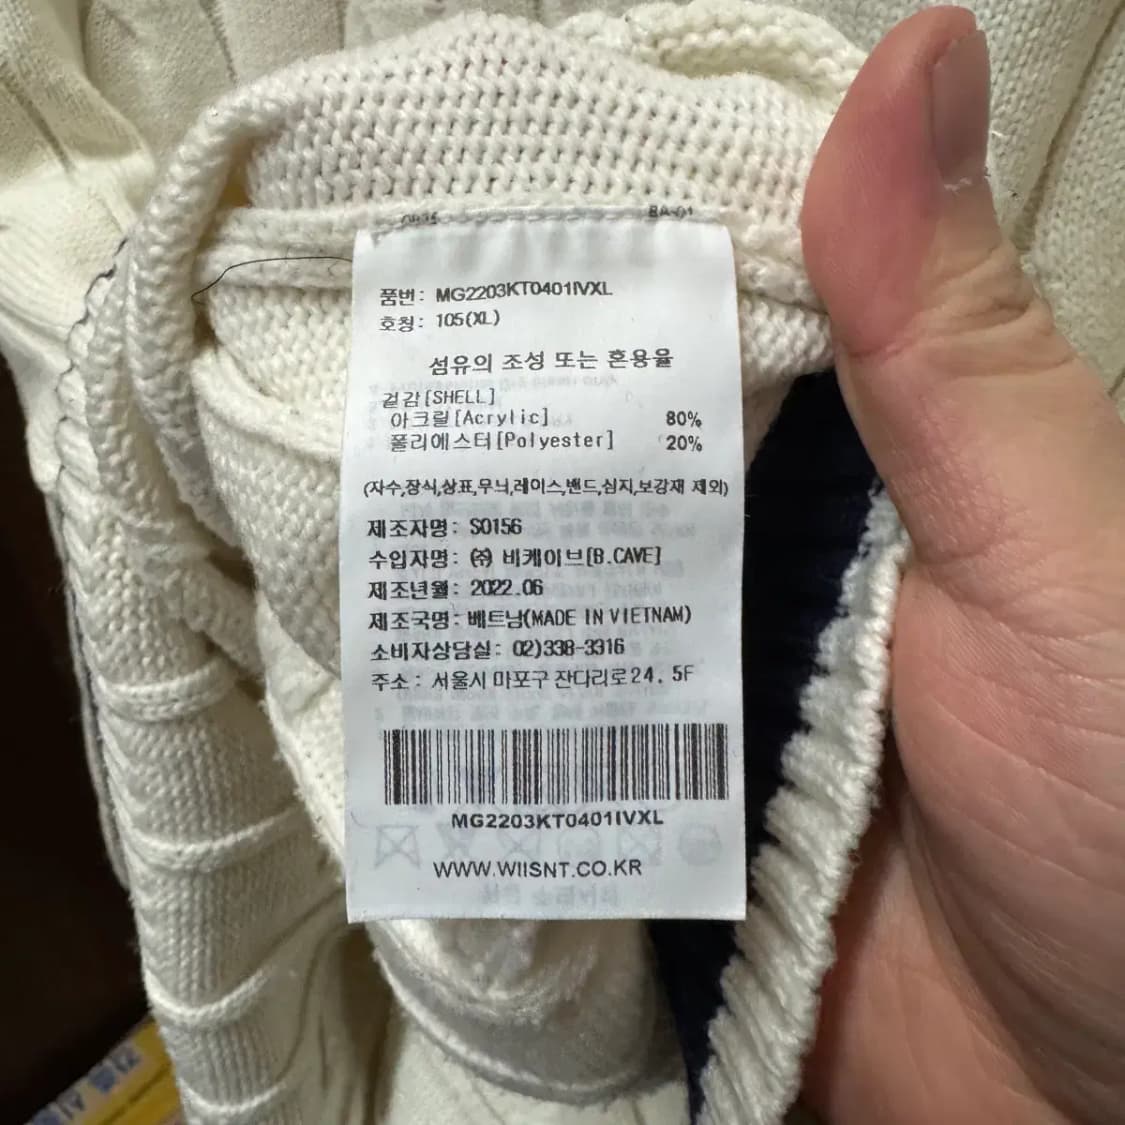 BA-01
품번: MG2203KT0401IVXL
호칭: 105(XL)
섬유의 조성 또는 혼용율
겉감[SHELL]
아크릴[Acrylic] 80%
폴리에스터[Polyester] 20%
(자수,장식,상표,무늬,레이스,밴드,심지,보강재 제외)
제조자명: S0156
수입자명: ㈜ 비케이브[B.CAVE]
제조년월: 2022.06
제조국명: 베트남(MADE IN VIETNAM)
소비자상담실: 02)338-3316
주소: 서울시 마포구 잔다리로24, 5F
MG2203KT0401IVXL
WWW.WIISNT.CO.KR